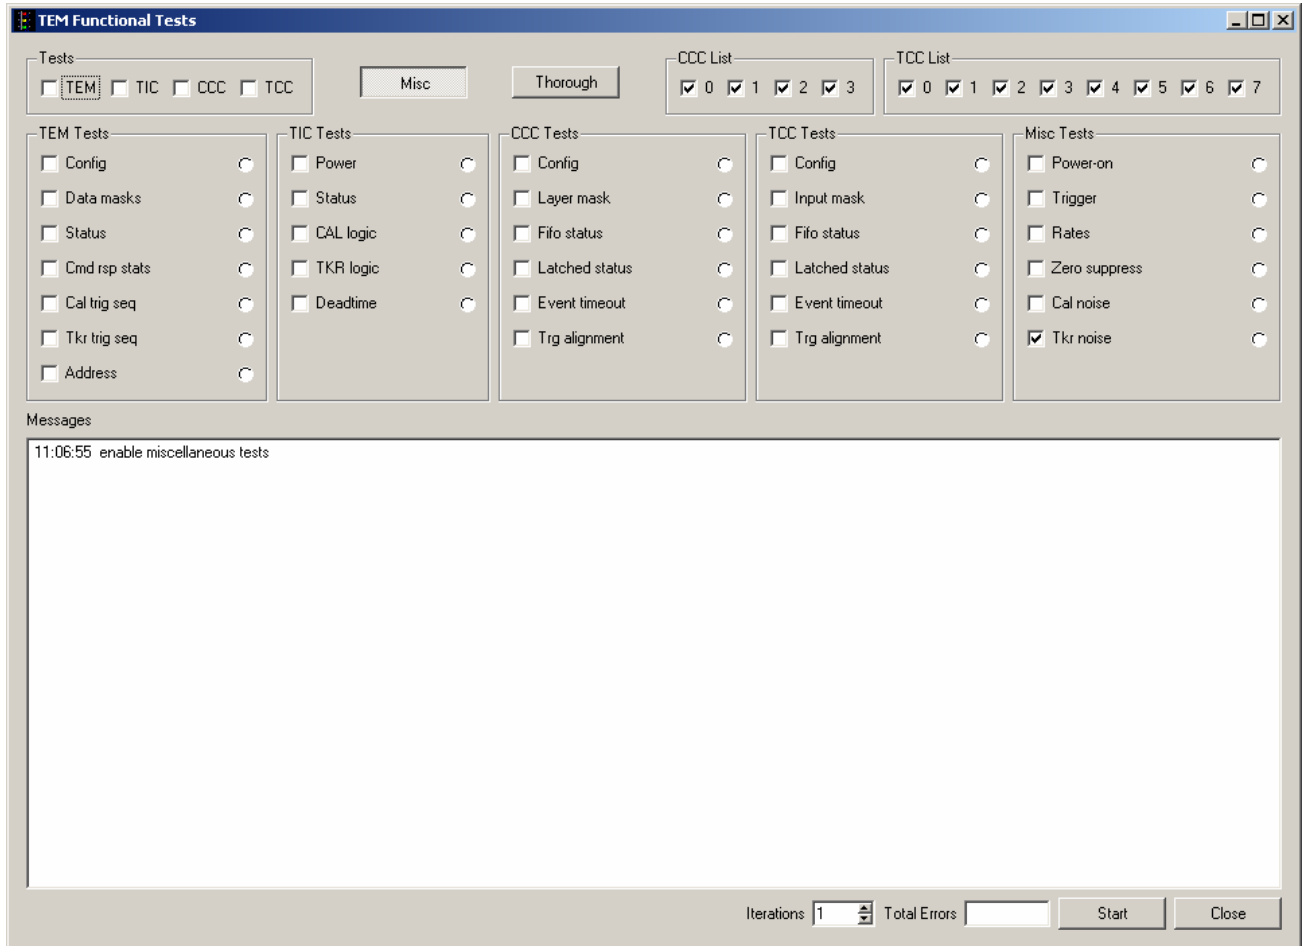 TEM Functional Tests
Tests
TEM TIC CCC TCC
Misc
Thorough
CCC List
0 1 2 3
TCC List
0 1 2 3 4 5 6 7
TEM Tests
Config
Data masks
Status
Cmd rsp stats
Cal trig seq
Tkr trig seq
Address
TIC Tests
Power
Status
CAL logic
TKR logic
Deadtime
CCC Tests
Config
Layer mask
Fifo status
Latched status
Event timeout
Trg alignment
TCC Tests
Config
Input mask
Fifo status
Latched status
Event timeout
Trg alignment
Misc Tests
Power-on
Trigger
Rates
Zero suppress
Cal noise
Tkr noise
Messages
11:06:55 enable miscellaneous tests
Iterations 1 Total Errors Start Close